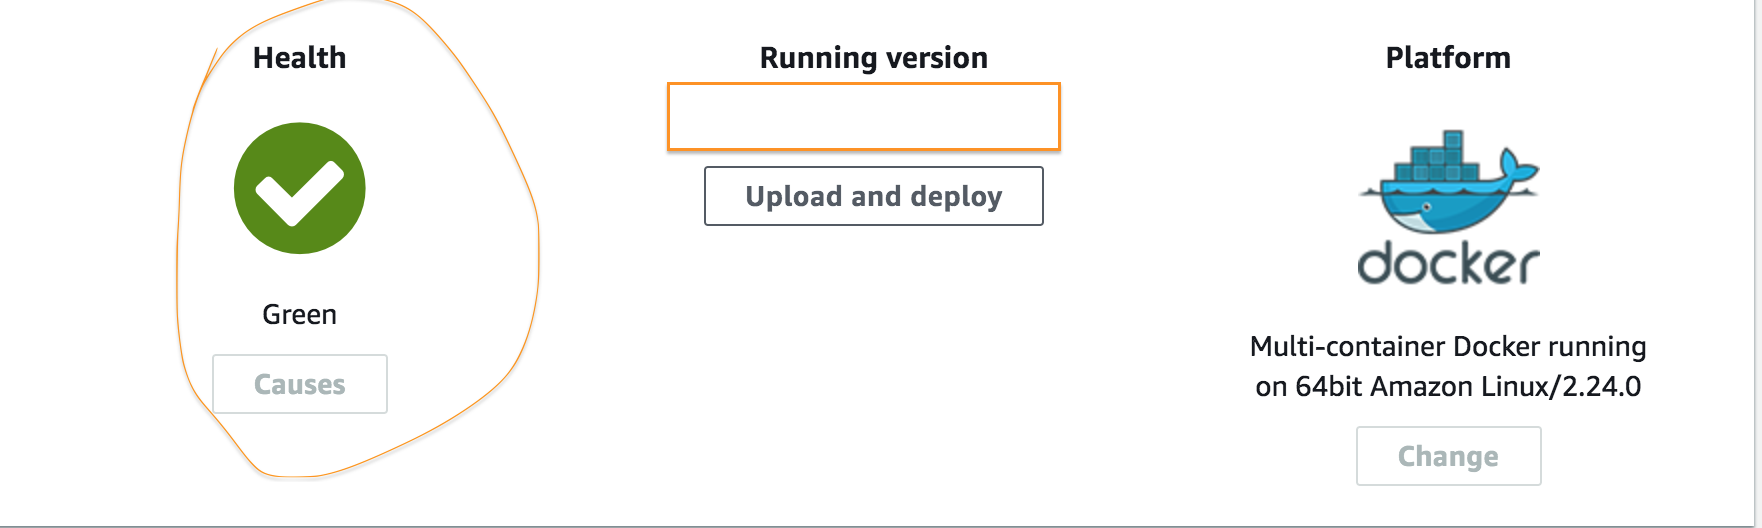 Health
Running version
Platform
Upload and deploy
docker
Green
Multi-container Docker running
on 64bit Amazon Linux/2.24.0
Causes
Change